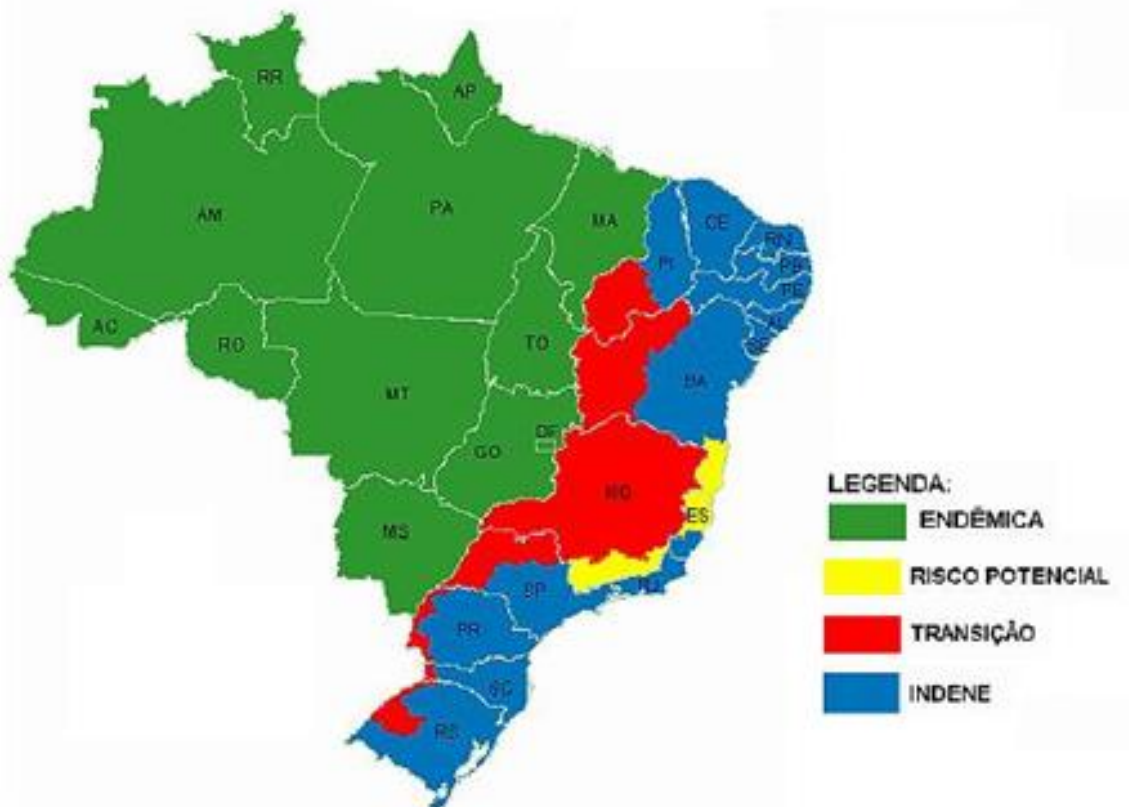 RR
AP
AM
PA
MA
CE
RN
PI
PB
PE
AC
RO
TO
AL
SE
MT
BA
DF
GO
MG
MS
ES
SP
RJ
PR
SC
RS
LEGENDA:
ENDÊMICA
RISCO POTENCIAL
TRANSIÇÃO
INDENE